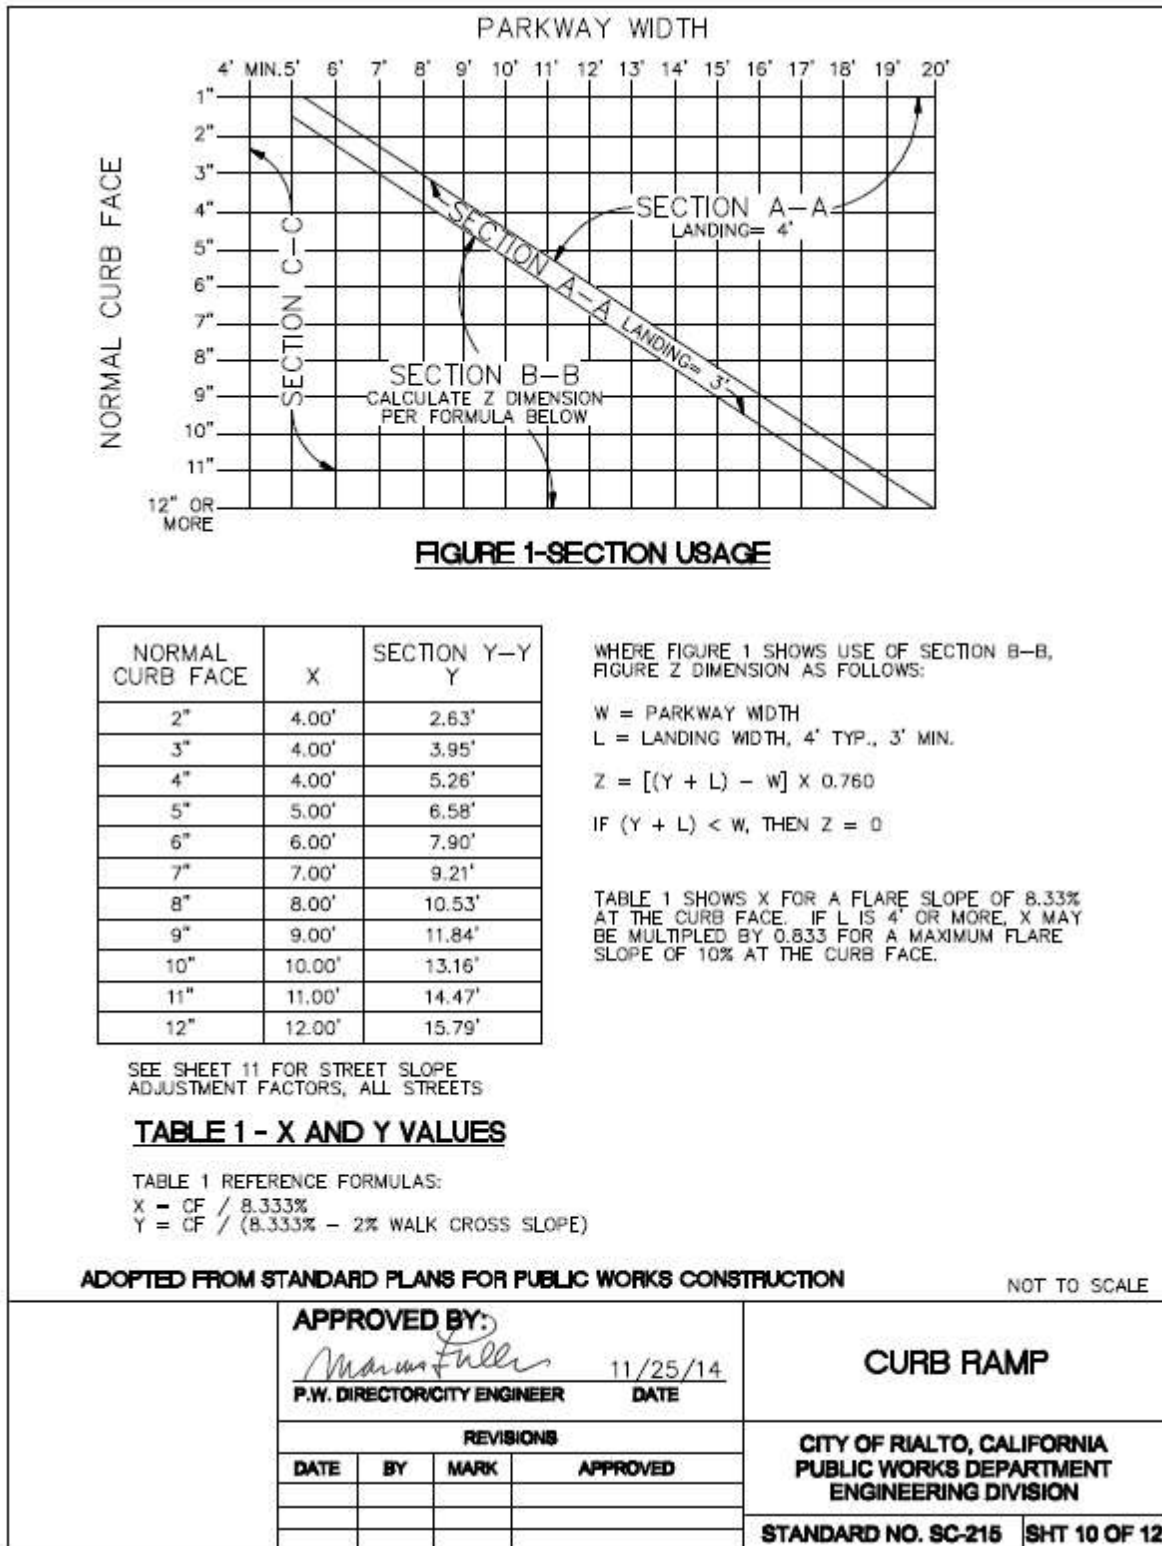 PARKWAY WIDTH
4' MIN. 5' 6' 7' 8' 9' 10' 11' 12' 13' 14' 15' 16' 17' 18' 19' 20'
NORMAL CURB FACE
1"
2"
3"
4"
5"
6"
7"
8"
9"
10"
11"
12" OR
MORE
SECTION C-C
SECTION A-A LANDING= 3'
SECTION A-A
LANDING= 4'
SECTION B-B
CALCULATE Z DIMENSION
PER FORMULA BELOW
FIGURE 1-SECTION USAGE
NORMAL CURB FACE X SECTION Y-Y Y
2" 4.00' 2.63'
3" 4.00' 3.95'
4" 4.00' 5.26'
5" 5.00' 6.58'
6" 6.00' 7.90'
7" 7.00' 9.21'
8" 8.00' 10.53'
9" 9.00' 11.84'
10" 10.00' 13.16'
11" 11.00' 14.47'
12" 12.00' 15.79'
SEE SHEET 11 FOR STREET SLOPE
ADJUSTMENT FACTORS, ALL STREETS
TABLE 1 - X AND Y VALUES
TABLE 1 REFERENCE FORMULAS:
X = CF / 8.333%
Y = CF / (8.333% - 2% WALK CROSS SLOPE)
WHERE FIGURE 1 SHOWS USE OF SECTION B-B,
FIGURE Z DIMENSION AS FOLLOWS:
W = PARKWAY WIDTH
L = LANDING WIDTH, 4' TYP., 3' MIN.
Z = [(Y + L) - W] X 0.760
IF (Y + L) < W, THEN Z = 0
TABLE 1 SHOWS X FOR A FLARE SLOPE OF 8.33%
AT THE CURB FACE. IF L IS 4' OR MORE, X MAY
BE MULTIPLED BY 0.833 FOR A MAXIMUM FLARE
SLOPE OF 10% AT THE CURB FACE.
ADOPTED FROM STANDARD PLANS FOR PUBLIC WORKS CONSTRUCTION
NOT TO SCALE
APPROVED BY:
Marcus Fuller 11/25/14
P.W. DIRECTOR/CITY ENGINEER DATE
REVISIONS
DATE BY MARK APPROVED
CURB RAMP
CITY OF RIALTO, CALIFORNIA
PUBLIC WORKS DEPARTMENT
ENGINEERING DIVISION
STANDARD NO. SC-215 SHT 10 OF 12